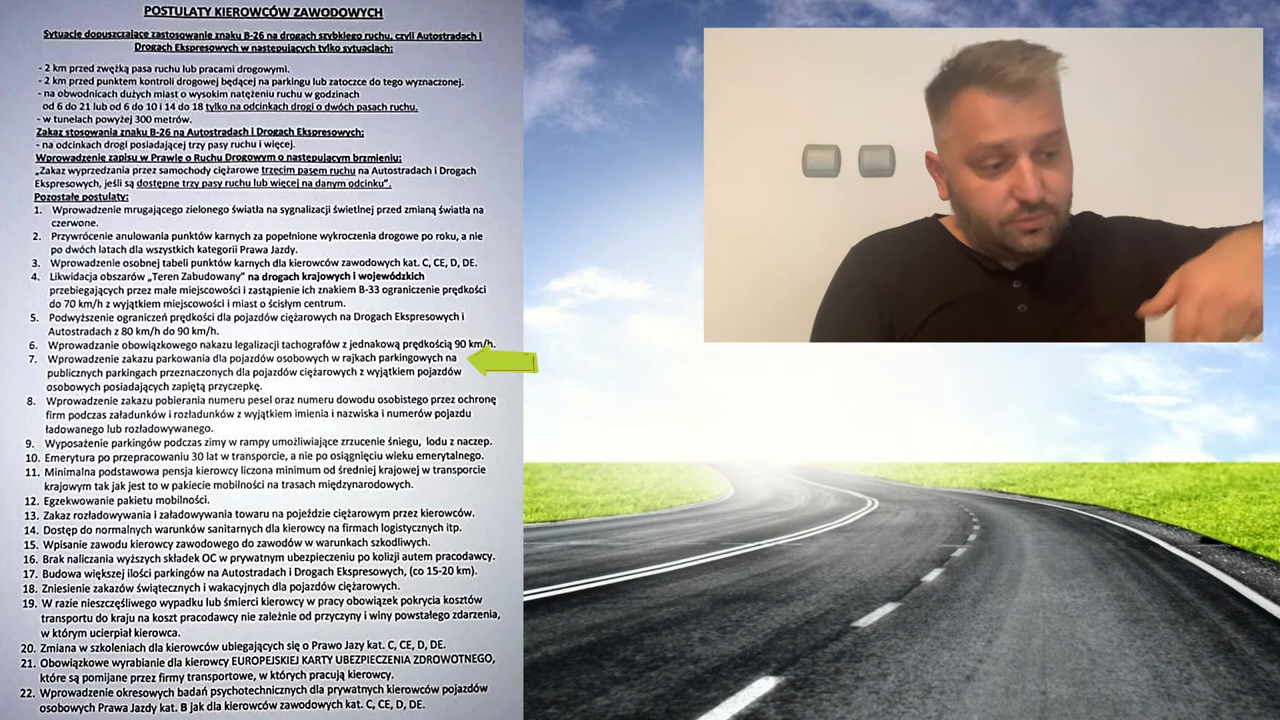 POSTULATY KIEROWCÓW ZAWODOWYCH
Sytuacje dopuszczające zastosowanie znaku B-26 na drogach szybkiego ruchu, czyli Autostradach i
Drogach Ekspresowych w następujących tylko sytuacjach:
- 2 km przed zwężką pasa ruchu lub pracami drogowymi.
- 2 km przed punktem kontroli drogowej będącej na parkingu lub zatoczce do tego wyznaczonej.
- na obwodnicach dużych miast o wysokim natężeniu ruchu w godzinach
od 6 do 21 lub od 6 do 10 i 14 do 18 tylko na odcinkach drogi o dwóch pasach ruchu.
- w tunelach powyżej 300 metrów.
Zakaz stosowania znaku B-26 na Autostradach i Drogach Ekspresowych:
- na odcinkach drogi posiadającej trzy pasy ruchu i więcej.
Wprowadzenie zapisu w Prawie o Ruchu Drogowym o następującym brzmieniu:
„Zakaz wyprzedzania przez samochody ciężarowe trzecim pasem ruchu na Autostradach i Drogach
Ekspresowych, jeśli są dostępne trzy pasy ruchu lub więcej na danym odcinku”.
Pozostałe postulaty:
1. Wprowadzenie mrugającego zielonego światła na sygnalizacji świetlnej przed zmianą światła na
czerwone.
2. Przywrócenie anulowania punktów karnych za popełnione wykroczenia drogowe po roku, a nie
po dwóch latach dla wszystkich kategorii Prawa Jazdy.
3. Wprowadzenie osobnej tabeli punktów karnych dla kierowców zawodowych kat. C, CE, D, DE.
4. Likwidacja obszarów „Teren Zabudowany” na drogach krajowych i wojewódzkich
przebiegających przez małe miejscowości i zastąpienie ich znakiem B-33 ograniczenie prędkości
do 70 km/h z wyjątkiem miejscowości i miast o ścisłym centrum.
5. Podwyższenie ograniczeń prędkości dla pojazdów ciężarowych na Drogach Ekspresowych i
Autostradach z 80 km/h do 90 km/h.
6. Wprowadzanie obowiązkowego nakazu legalizacji tachografów z jednakową prędkością 90 km/h.
7. Wprowadzenie zakazu parkowania dla pojazdów osobowych w rajkach parkingowych na
publicznych parkingach przeznaczonych dla pojazdów ciężarowych z wyjątkiem pojazdów
osobowych posiadających zapiętą przyczepkę.
8. Wprowadzenie zakazu pobierania numeru pesel oraz numeru dowodu osobistego przez ochronę
firm podczas załadunków i rozładunków z wyjątkiem imienia i nazwiska i numerów pojazdu
ładowanego lub rozładowywanego.
9. Wyposażenie parkingów podczas zimy w rampy umożliwiające zrzucenie śniegu, lodu z naczep.
10. Emerytura po przepracowaniu 30 lat w transporcie, a nie po osiągnięciu wieku emerytalnego.
11. Minimalna podstawowa pensja kierowcy liczona minimum od średniej krajowej w transporcie
krajowym tak jak jest to w pakiecie mobilności na trasach międzynarodowych.
12. Egzekwowanie pakietu mobilności.
13. Zakaz rozładowywania i załadowywania towaru na pojeździe ciężarowym przez kierowców.
14. Dostęp do normalnych warunków sanitarnych dla kierowcy na firmach logistycznych itp.
15. Wpisanie zawodu kierowcy zawodowego do zawodów w warunkach szkodliwych.
16. Brak naliczania wyższych składek OC w prywatnym ubezpieczeniu po kolizji autem pracodawcy.
17. Budowa większej ilości parkingów na Autostradach i Drogach Ekspresowych, (co 15-20 km).
18. Zniesienie zakazów świątecznych i wakacyjnych dla pojazdów ciężarowych.
19. W razie nieszczęśliwego wypadku lub śmierci kierowcy w pracy obowiązek pokrycia kosztów
transportu do kraju na koszt pracodawcy nie zależnie od przyczyny i winy powstałego zdarzenia,
w którym ucierpiał kierowca.
20. Zmiana w szkoleniach dla kierowców ubiegających się o Prawo Jazy kat. C, CE, D, DE.
21. Obowiązkowe wyrabianie dla kierowcy EUROPEJSKIEJ KARTY UBEZPIECZENIA ZDROWOTNEGO,
które są pomijane przez firmy transportowe, w których pracują kierowcy.
22. Wprowadzenie okresowych badań psychotechnicznych dla prywatnych kierowców pojazdów
osobowych Prawa Jazdy kat. B jak dla kierowców zawodowych kat. C, CE, D, DE.